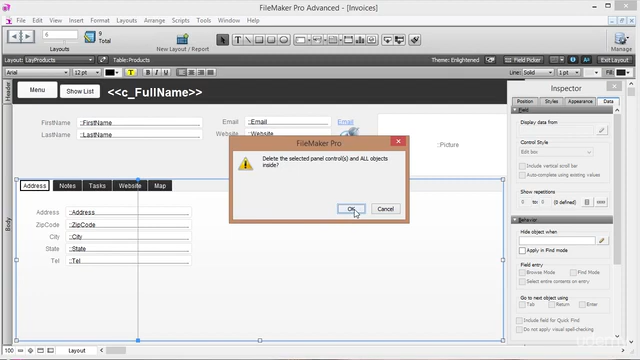 FileMaker Pro Advanced - [Invoices]
File Edit View Insert Format Layouts Arrange Scripts Tools Window Help
6
9
Total
Layouts
New Layout / Report
Manage
Layout: LayProducts
Table: Products
Theme: Enlightened
Field Picker
Aa
Exit Layout
Arial
12 pt
Line: Solid
1 pt
Header
Menu
Show List
<<c_FullName>>
FirstName
::FirstName
Email
::Email
Email
LastName
::LastName
Website
::Website
::Picture
FileMaker Pro
Delete the selected panel control(s) and ALL objects
inside?
OK
Cancel
Body
Address
Notes
Tasks
Website
Map
Address
::Address
ZipCode
::ZipCode
City
::City
State
::State
Tel
::Tel
Inspector
Position
Styles
Appearance
Data
Field
Display data from:
Control Style
Edit box
Include vertical scroll bar
Auto-complete using existing values
Show repetitions
0
to
0
[0 defined]
Behavior
Hide object when
Apply in Find mode
Field entry
Browse Mode
Find Mode
Select entire contents on entry
Go to next object using
Tab
Return
Enter
Include field for Quick Find
Do not apply visual spell-checking
100
Layout
udemy